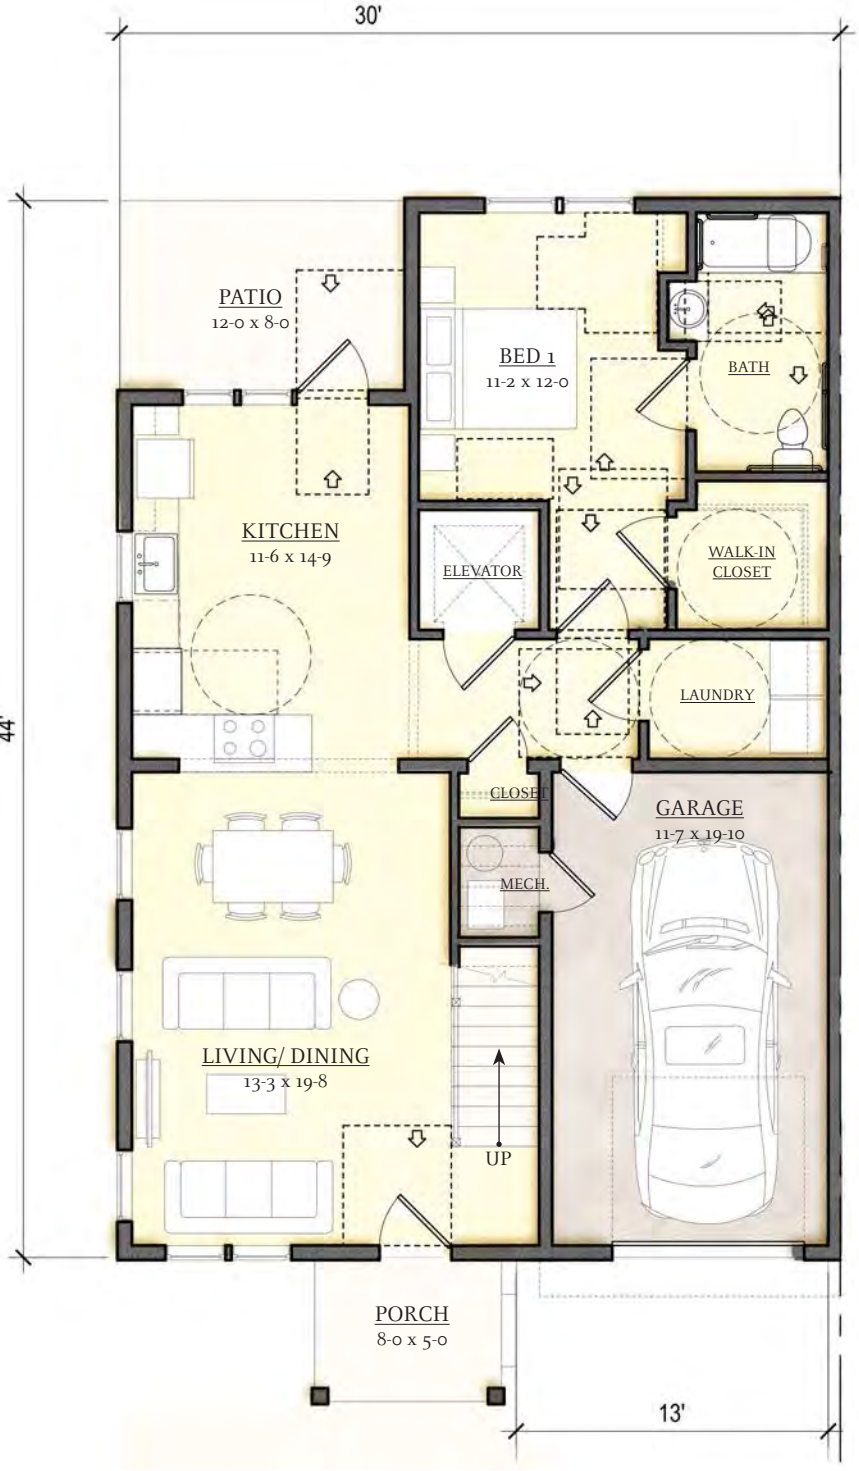 30'
44'
PATIO
12-0 x 8-0
BED 1
11-2 x 12-0
BATH
KITCHEN
11-6 x 14-9
ELEVATOR
WALK-IN
CLOSET
LAUNDRY
CLOSET
GARAGE
11-7 x 19-10
MECH.
LIVING/ DINING
13-3 x 19-8
UP
PORCH
8-0 x 5-0
13'